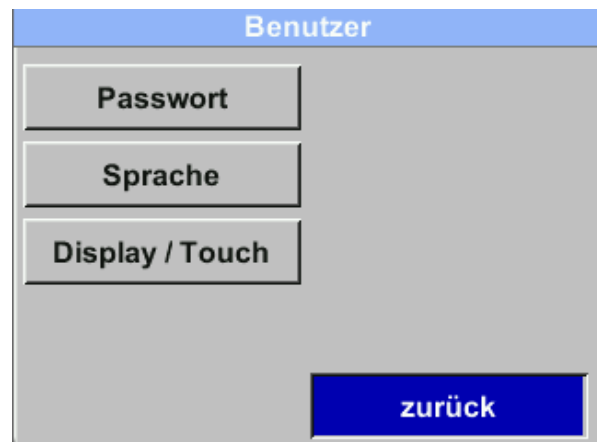 Benutzer
Passwort
Sprache
Display / Touch
zurück